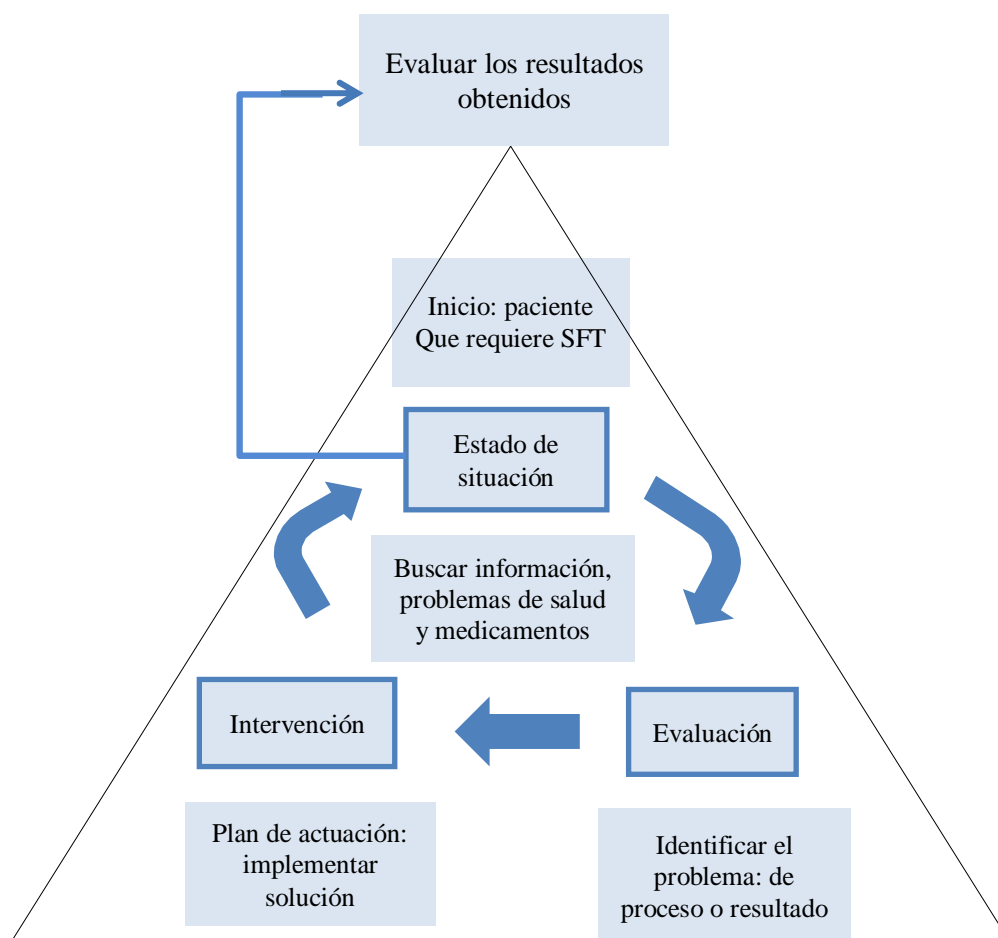 Evaluar los resultados
obtenidos
Inicio: paciente
Que requiere SFT
Estado de
situación
Buscar información,
problemas de salud
y medicamentos
Intervención
Evaluación
Plan de actuación:
implementar
solución
Identificar el
problema: de
proceso o resultado